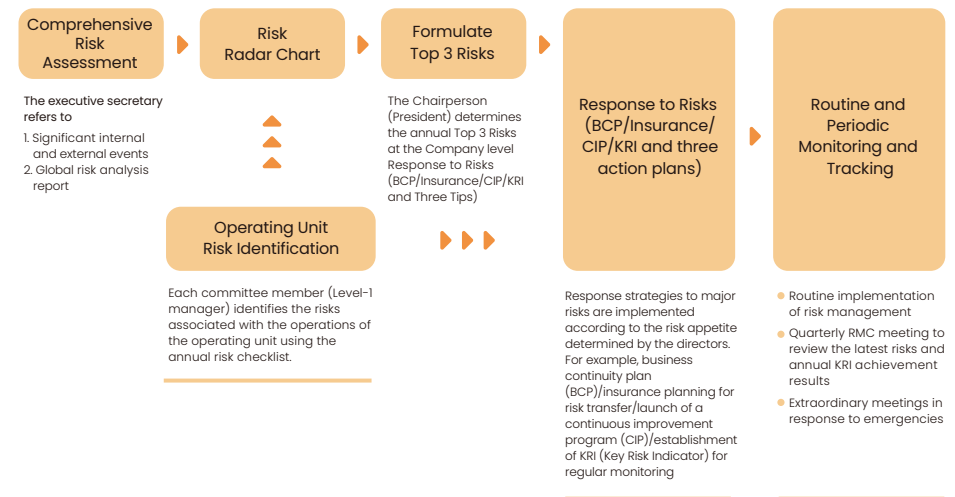 Comprehensive
Risk
Assessment
The executive secretary
refers to
1. Significant internal
and external events
2. Global risk analysis
report
Risk
Radar Chart
Operating Unit
Risk Identification
Each committee member (Level-1
manager) identifies the risks
associated with the operations of
the operating unit using the
annual risk checklist.
Formulate
Top 3 Risks
The Chairperson
(President) determines
the annual Top 3 Risks
at the Company level
Response to Risks
(BCP/Insurance/CIP/KRI
and Three Tips)
Response to Risks
(BCP/Insurance/
CIP/KRI and three
action plans)
Response strategies to major
risks are implemented
according to the risk appetite
determined by the directors.
For example, business
continuity plan
(BCP)/insurance planning for
risk transfer/launch of a
continuous improvement
program (CIP)/establishment
of KRI (Key Risk Indicator) for
regular monitoring
Routine and
Periodic
Monitoring and
Tracking
Routine implementation
of risk management
Quarterly RMC meeting to
review the latest risks and
annual KRI achievement
results
Extraordinary meetings in
response to emergencies